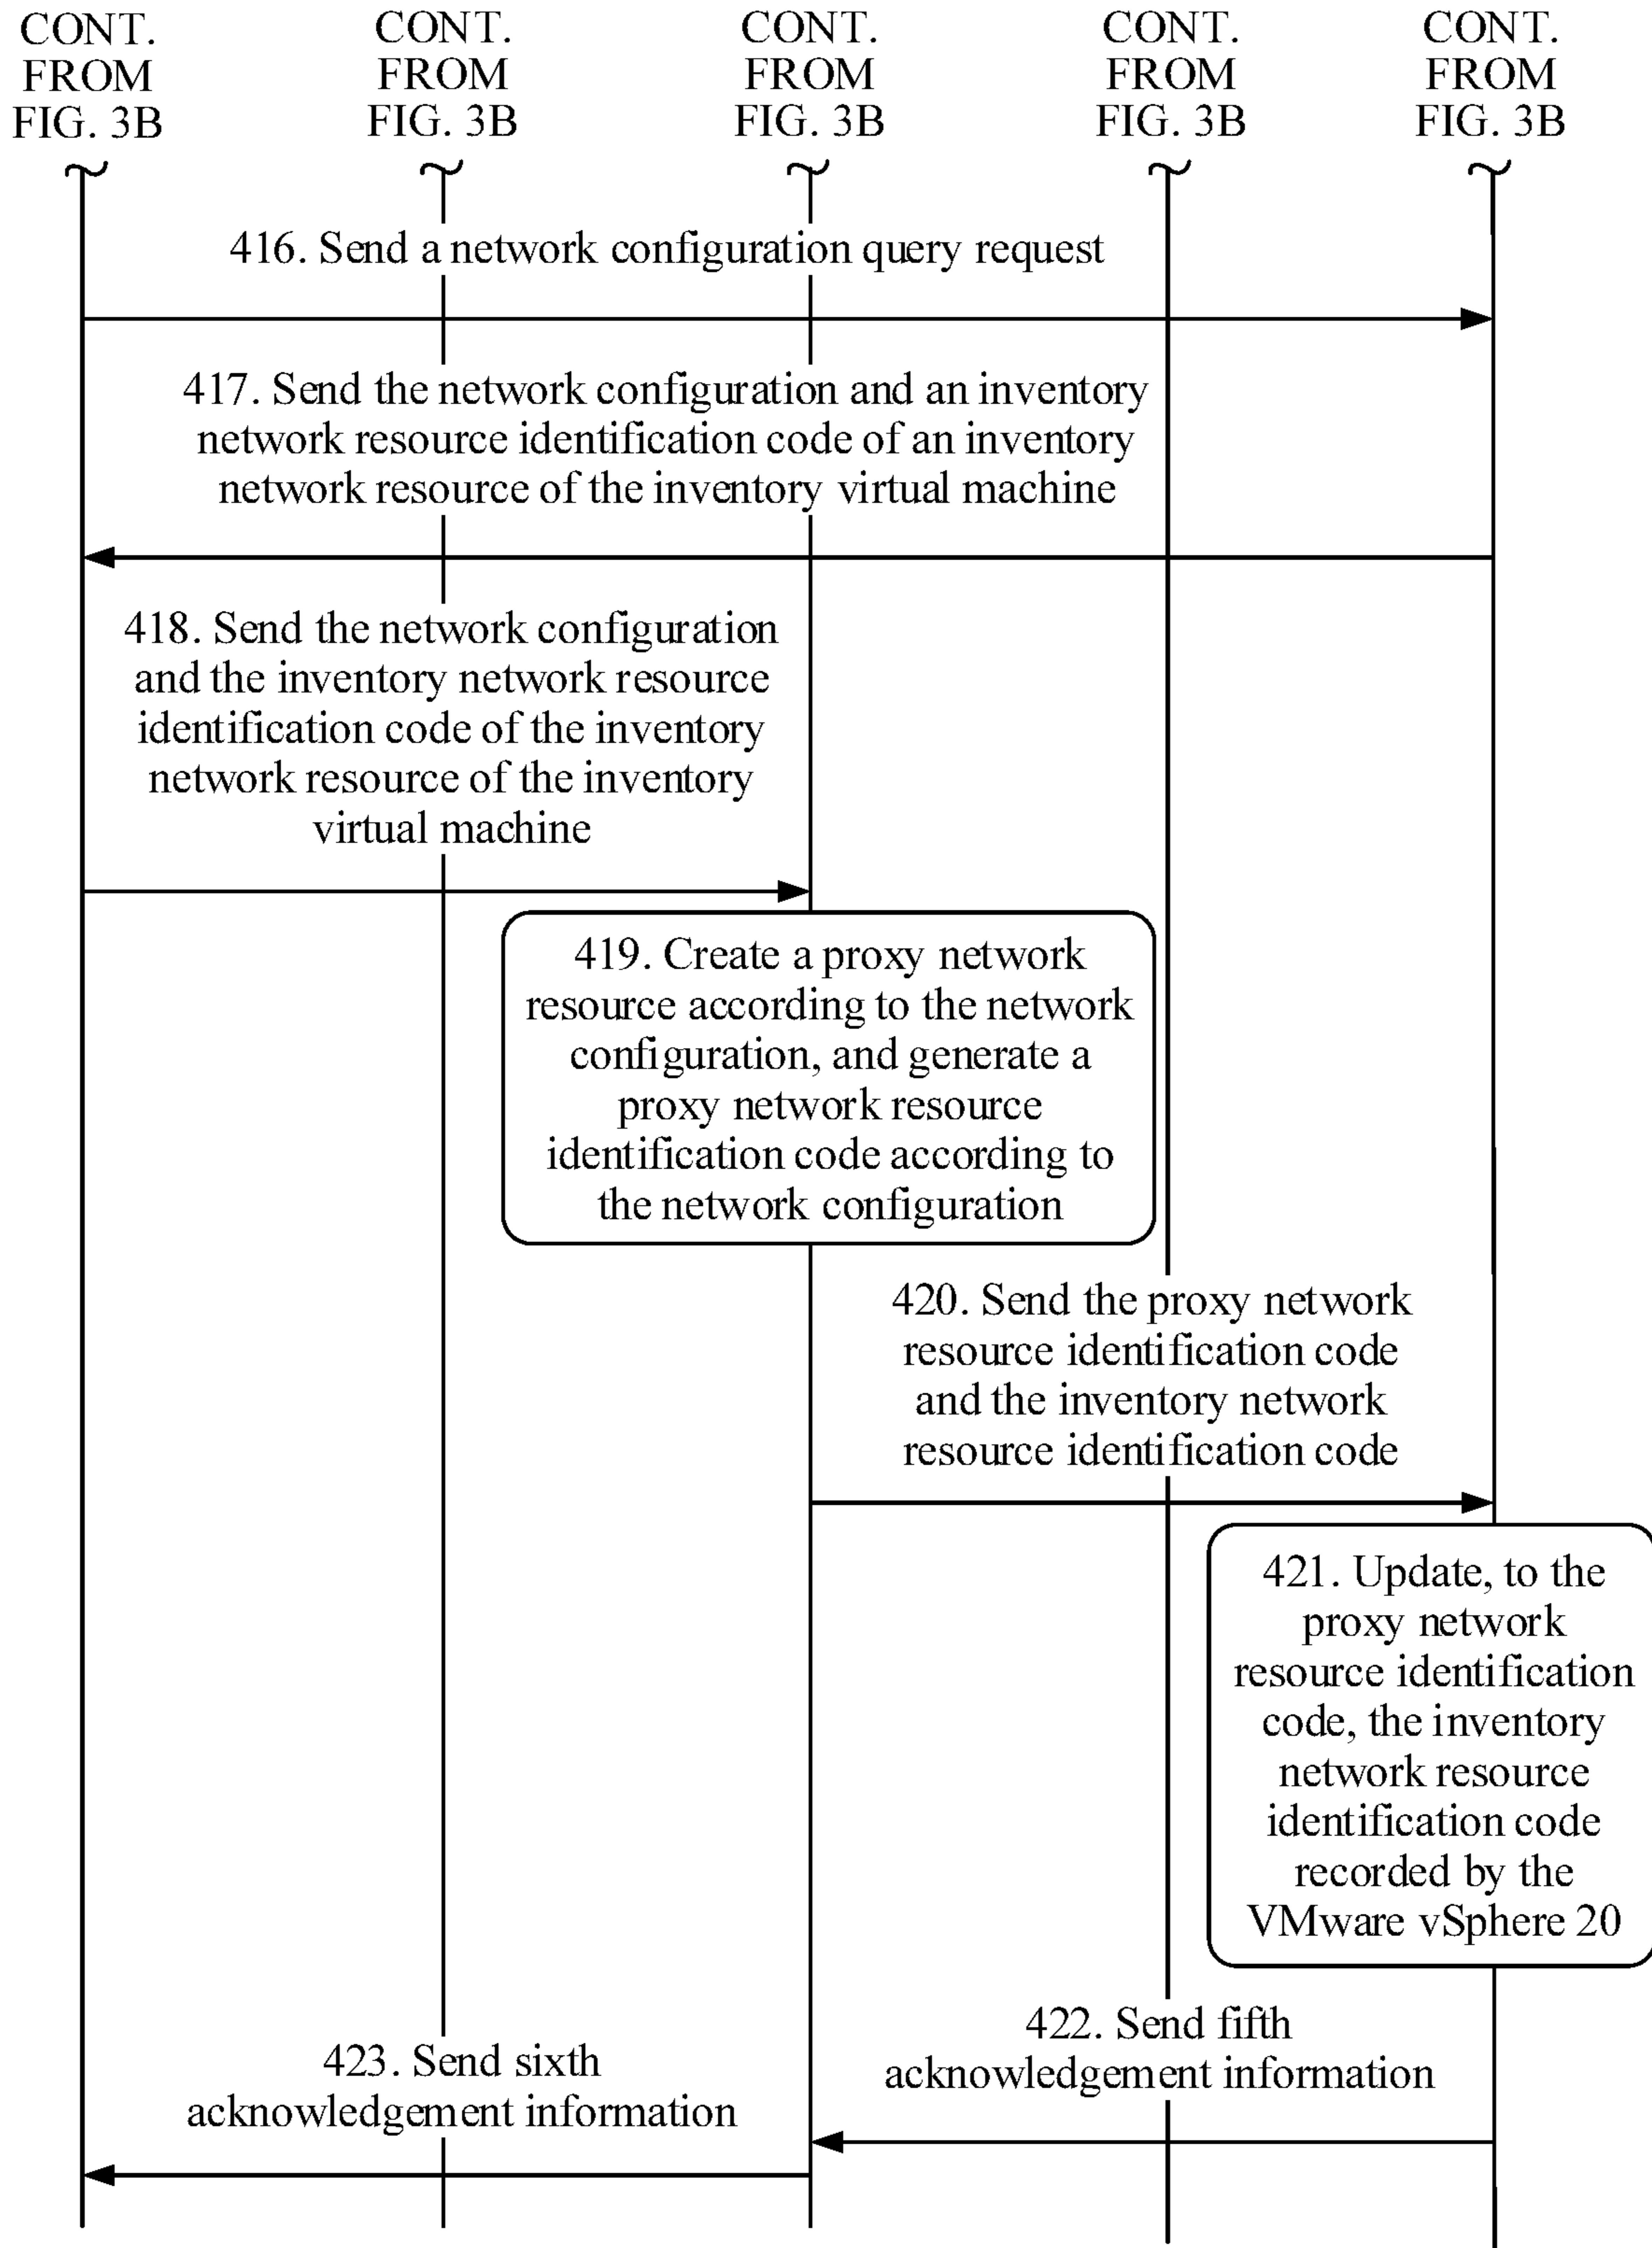 CONT.
FROM
FIG. 3B
CONT.
FROM
FIG. 3B
CONT.
FROM
FIG. 3B
CONT.
FROM
FIG. 3B
CONT.
FROM
FIG. 3B
416. Send a network configuration query request
417. Send the network configuration and an inventory
network resource identification code of an inventory
network resource of the inventory virtual machine
418. Send the network configuration
and the inventory network resource
identification code of the inventory
network resource of the inventory
virtual machine
419. Create a proxy network
resource according to the network
configuration, and generate a
proxy network resource
identification code according to
the network configuration
420. Send the proxy network
resource identification code
and the inventory network
resource identification code
421. Update, to the
proxy network
resource identification
code, the inventory
network resource
identification code
recorded by the
VMware vSphere 20
422. Send fifth
acknowledgement information
423. Send sixth
acknowledgement information